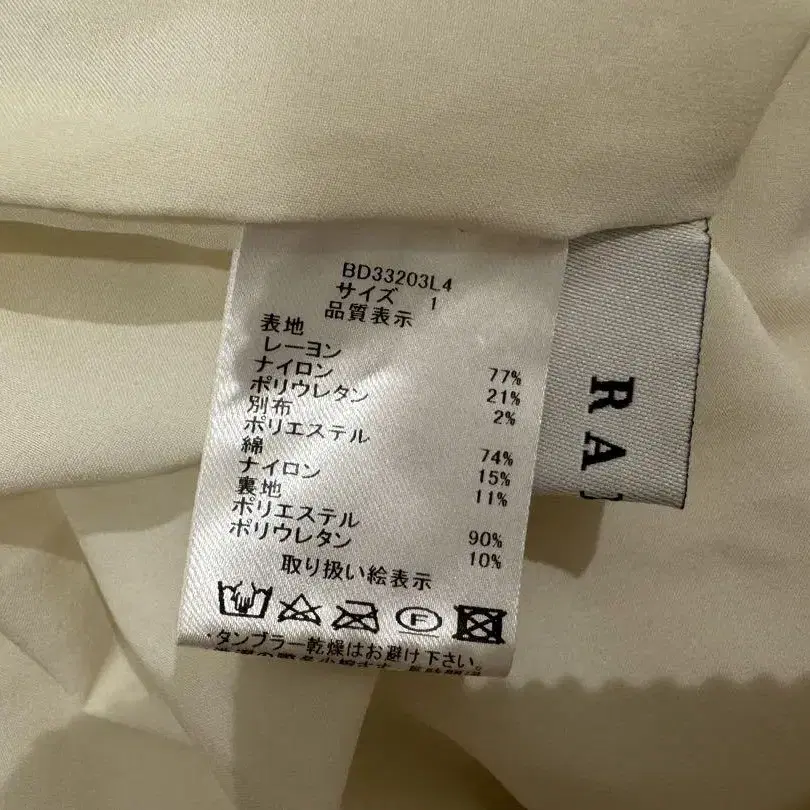 BD33203L4
サイズ 1
品質表示
表地
レーヨン 77%
ナイロン 21%
ポリウレタン 2%
別布
ポリエステル 74%
綿 15%
ナイロン 11%
裏地
ポリエステル 90%
ポリウレタン 10%
取り扱い絵表示
F
・タンブラー乾燥はお避け下さい。
RA